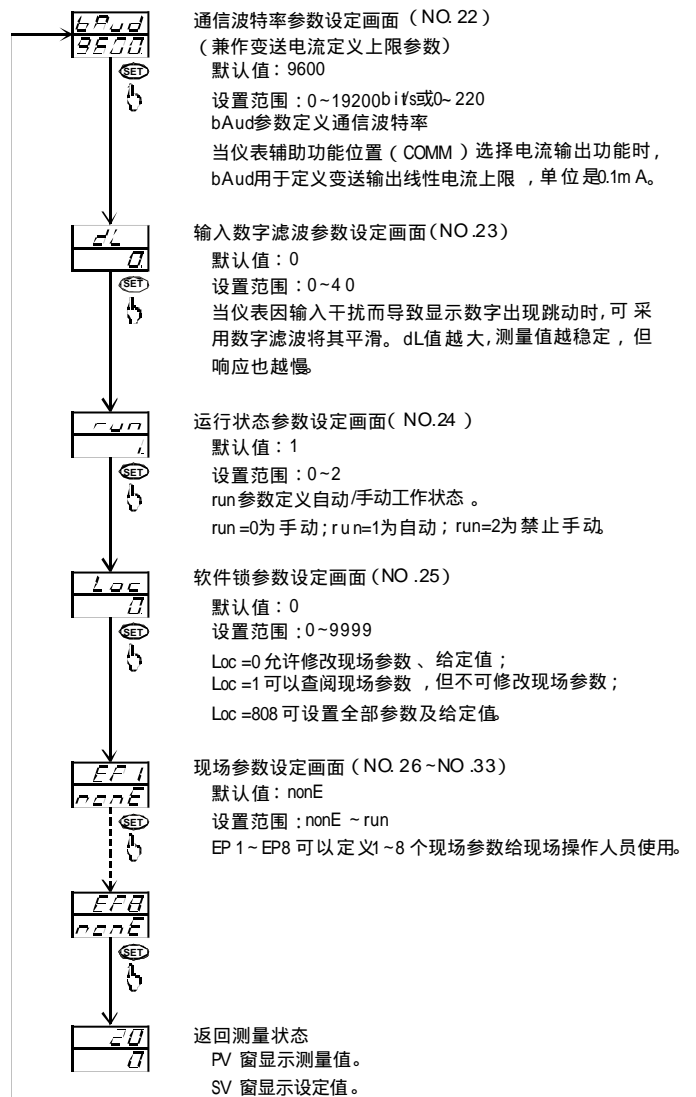 bAud
9600.
SET
通信波特率参数设定画面（NO. 22）
（兼作变送电流定义上限参数）
默认值：9600
设置范围：0~19200bit/s或0~220
bAud参数定义通信波特率
当仪表辅助功能位置（COMM）选择电流输出功能时，
bAud用于定义变送输出线性电流上限，单位是0.1mA。
dL
0.
SET
输入数字滤波参数设定画面（NO.23）
默认值：0
设置范围：0~40
当仪表因输入干扰而导致显示数字出现跳动时,可采
用数字滤波将其平滑。dL值越大,测量值越稳定，但
响应也越慢。
run
1.
SET
运行状态参数设定画面（NO.24）
默认值：1
设置范围：0~2
run参数定义自动/手动工作状态。
run=0为手动；run=1为自动；run=2为禁止手动。
Loc
0.
SET
软件锁参数设定画面（NO.25）
默认值：0
设置范围：0~9999
Loc=0 允许修改现场参数、给定值；
Loc=1 可以查阅现场参数，但不可修改现场参数；
Loc=808 可设置全部参数及给定值。
EP1
nonE
SET
现场参数设定画面（NO. 26~NO.33）
默认值：nonE
设置范围：nonE ~run
EP1~EP8 可以定义1~8 个现场参数给现场操作人员使用。
EP8
nonE
SET
20
0
返回测量状态
PV 窗显示测量值。
SV 窗显示设定值。